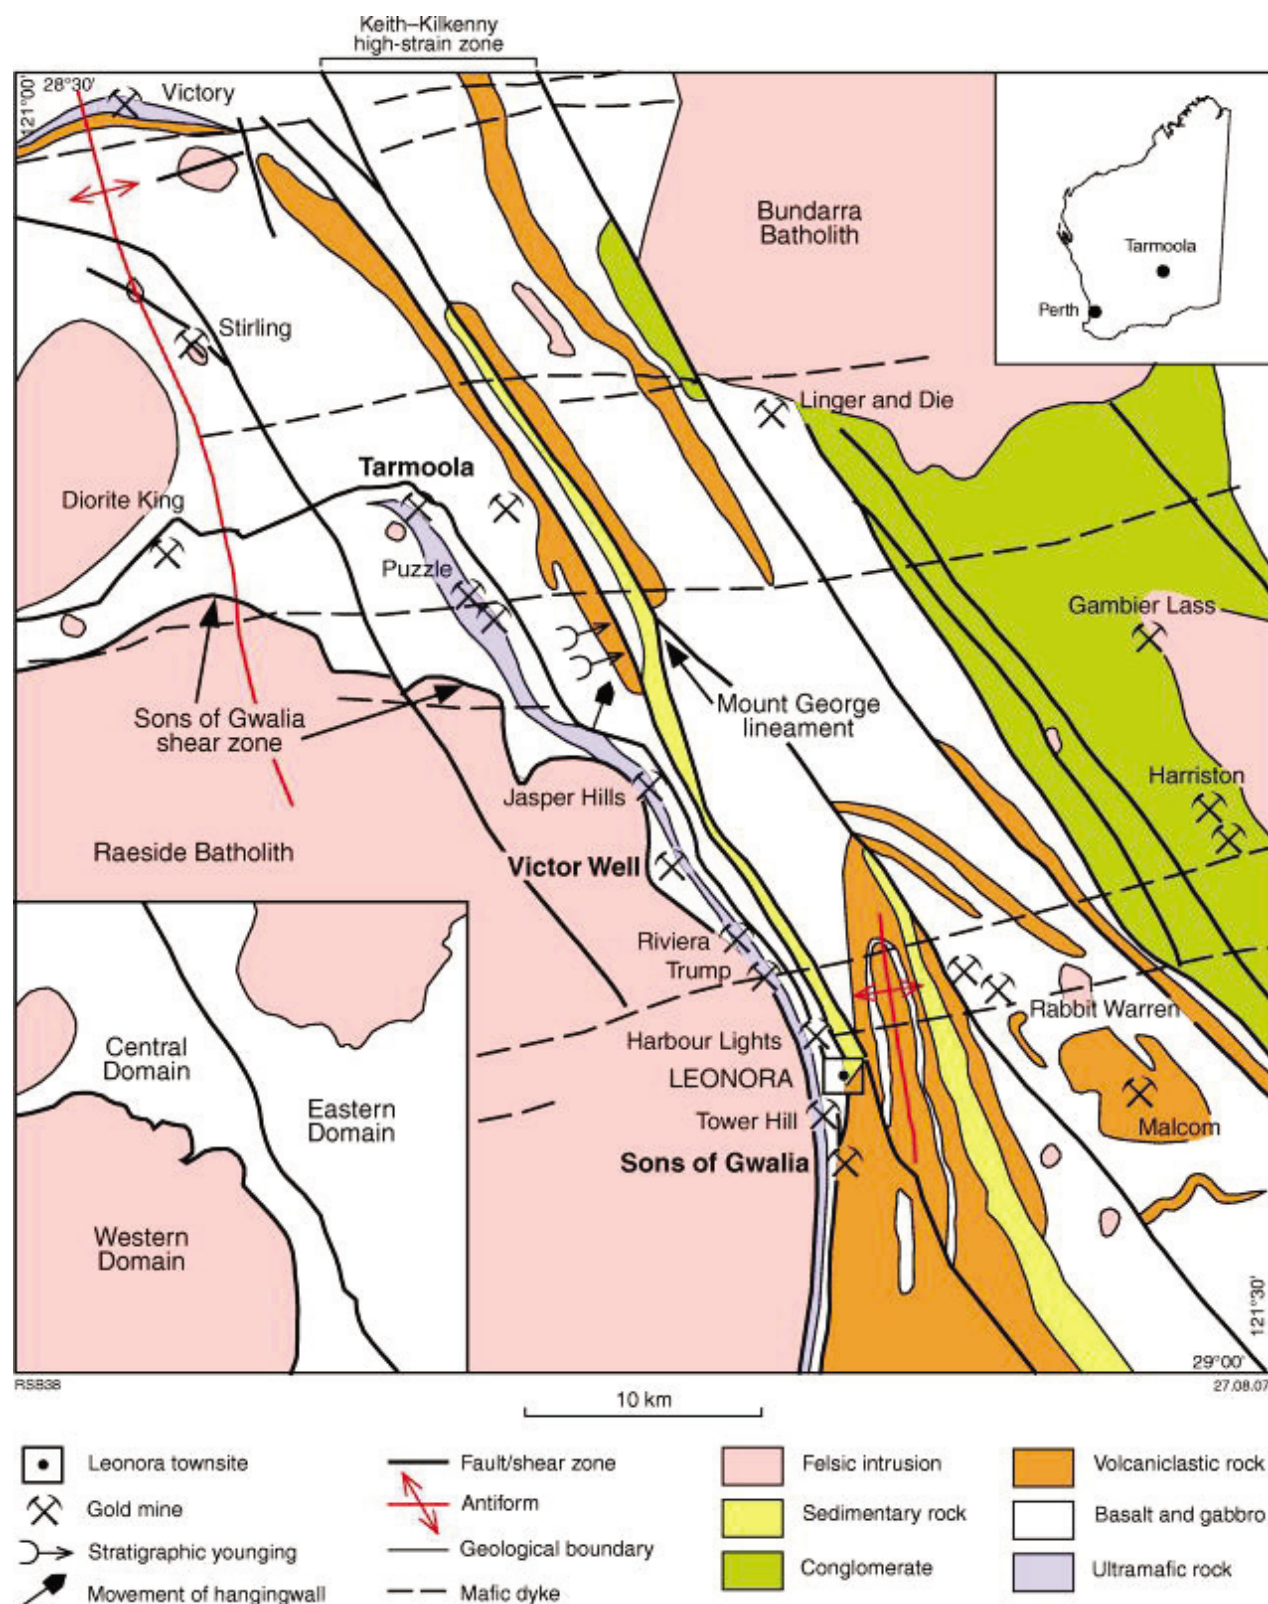 Keith–Kilkenny
high-strain zone
121°00'
28°30'
Victory
Bundarra
Batholith
Tarmoola
Perth
Stirling
Linger and Die
Tarmoola
Diorite King
Puzzle
Gambier Lass
Sons of Gwalia
shear zone
Mount George
lineament
Harriston
Jasper Hills
Raeside Batholith
Victor Well
Riviera
Trump
Rabbit Warren
Harbour Lights
Central
Domain
LEONORA
Eastern
Domain
Tower Hill
Malcom
Sons of Gwalia
Western
Domain
121°30'
29°00'
RSB38
27.08.07
10 km
Leonora townsite
Gold mine
Stratigraphic younging
Movement of hangingwall
Fault/shear zone
Antiform
Geological boundary
Mafic dyke
Felsic intrusion
Sedimentary rock
Conglomerate
Volcaniclastic rock
Basalt and gabbro
Ultramafic rock